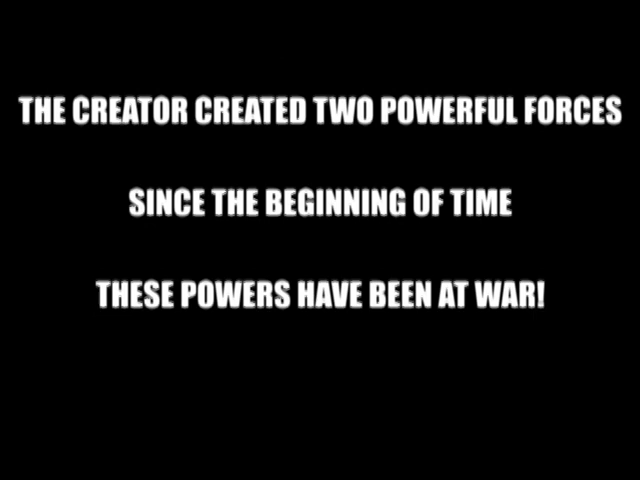 THE CREATOR CREATED TWO POWERFUL FORCES
SINCE THE BEGINNING OF TIME
THESE POWERS HAVE BEEN AT WAR!